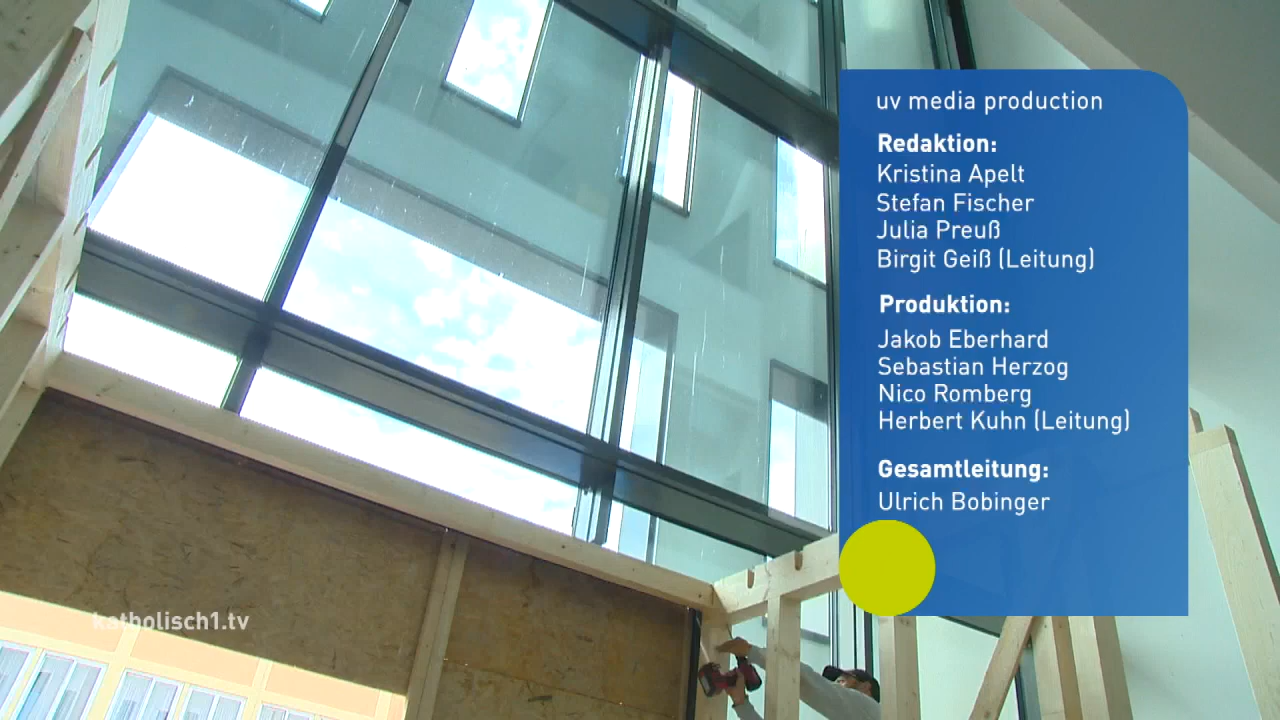 uv media production
Redaktion:
Kristina Apelt
Stefan Fischer
Julia Preuß
Birgit Geiß (Leitung)
Produktion:
Jakob Eberhard
Sebastian Herzog
Nico Romberg
Herbert Kuhn (Leitung)
Gesamtleitung:
Ulrich Bobinger
katholisch1.tv